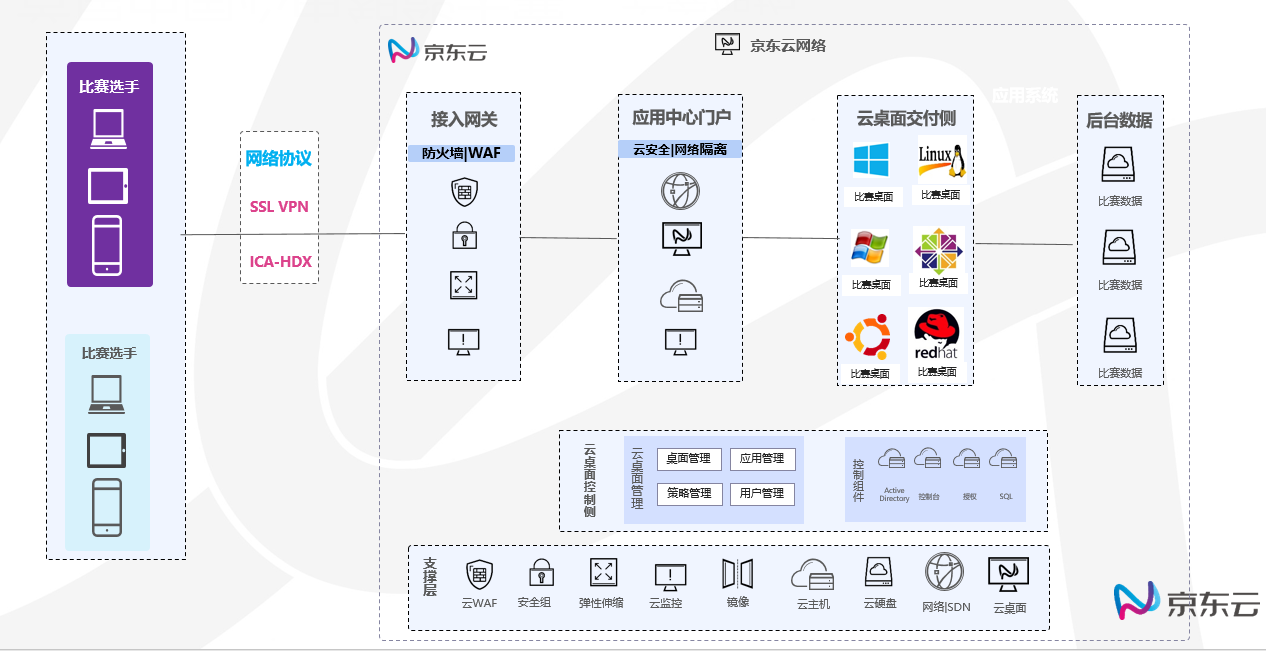 比赛选手
比赛选手
网络协议
SSL VPN
ICA-HDX
京东云
京东云网络
应用系统
接入网关
防火墙|WAF
应用中心门户
云安全|网络隔离
云桌面交付侧
Linux
比赛桌面
比赛桌面
比赛桌面
比赛桌面
redhat
比赛桌面
比赛桌面
后台数据
比赛数据
比赛数据
比赛数据
云桌面控制侧
云桌面管理
桌面管理
应用管理
策略管理
用户管理
控制组件
Active
Directory
控制台
授权
SQL
支撑层
云WAF
安全组
弹性伸缩
云监控
镜像
云主机
云硬盘
网络|SDN
云桌面
京东云